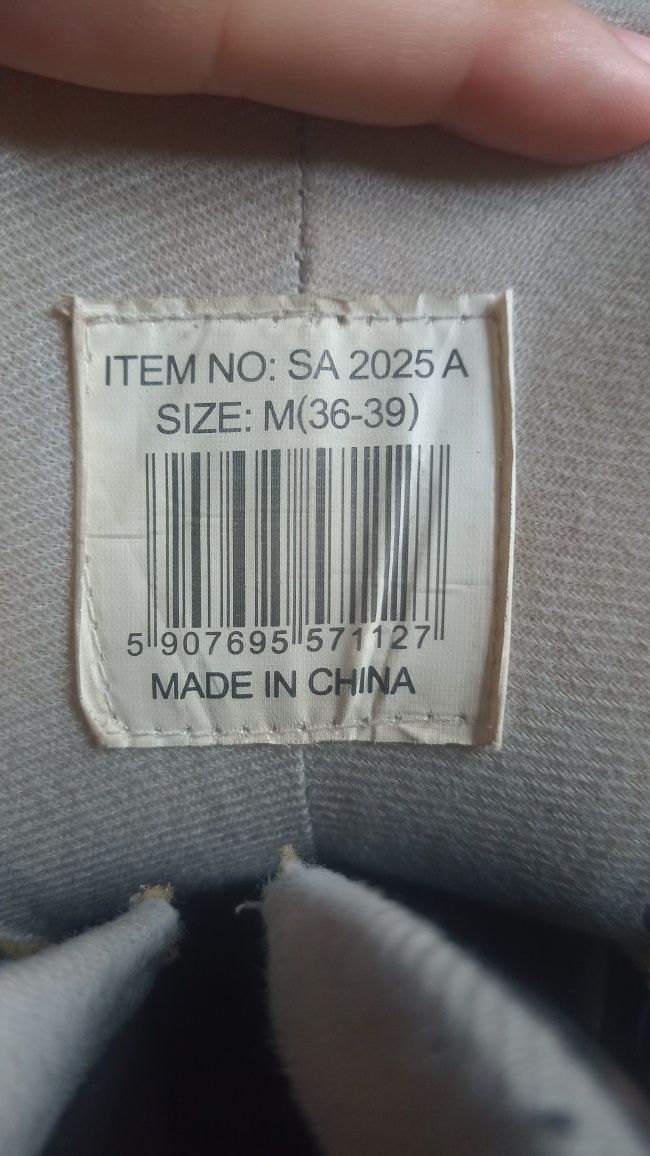 ITEM NO: SA 2025 A
SIZE: M(36-39)
5 907695 571127
MADE IN CHINA